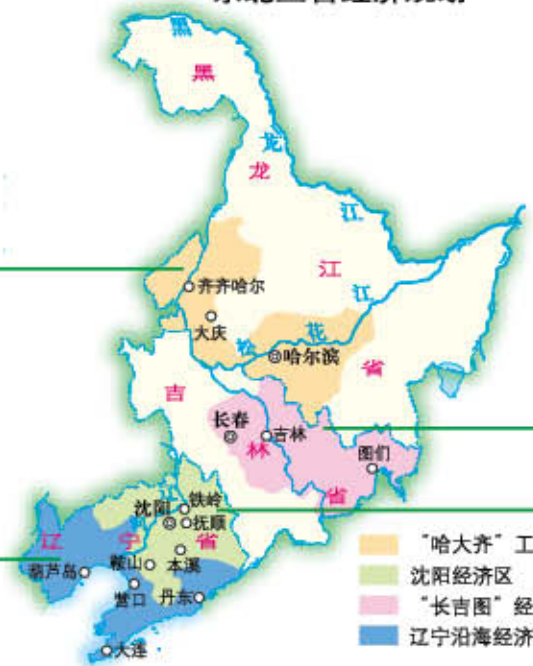 黑
黑
龙
龙
江
江
江
齐齐哈尔
大庆
松
花
哈尔滨
省
吉
长春
吉林
林
图们
省
沈阳
铁岭
抚顺
辽
宁
省
鞍山
本溪
葫芦岛
营口
丹东
大连
"哈大齐"工
沈阳经济区
"长吉图"经
辽宁沿海经济